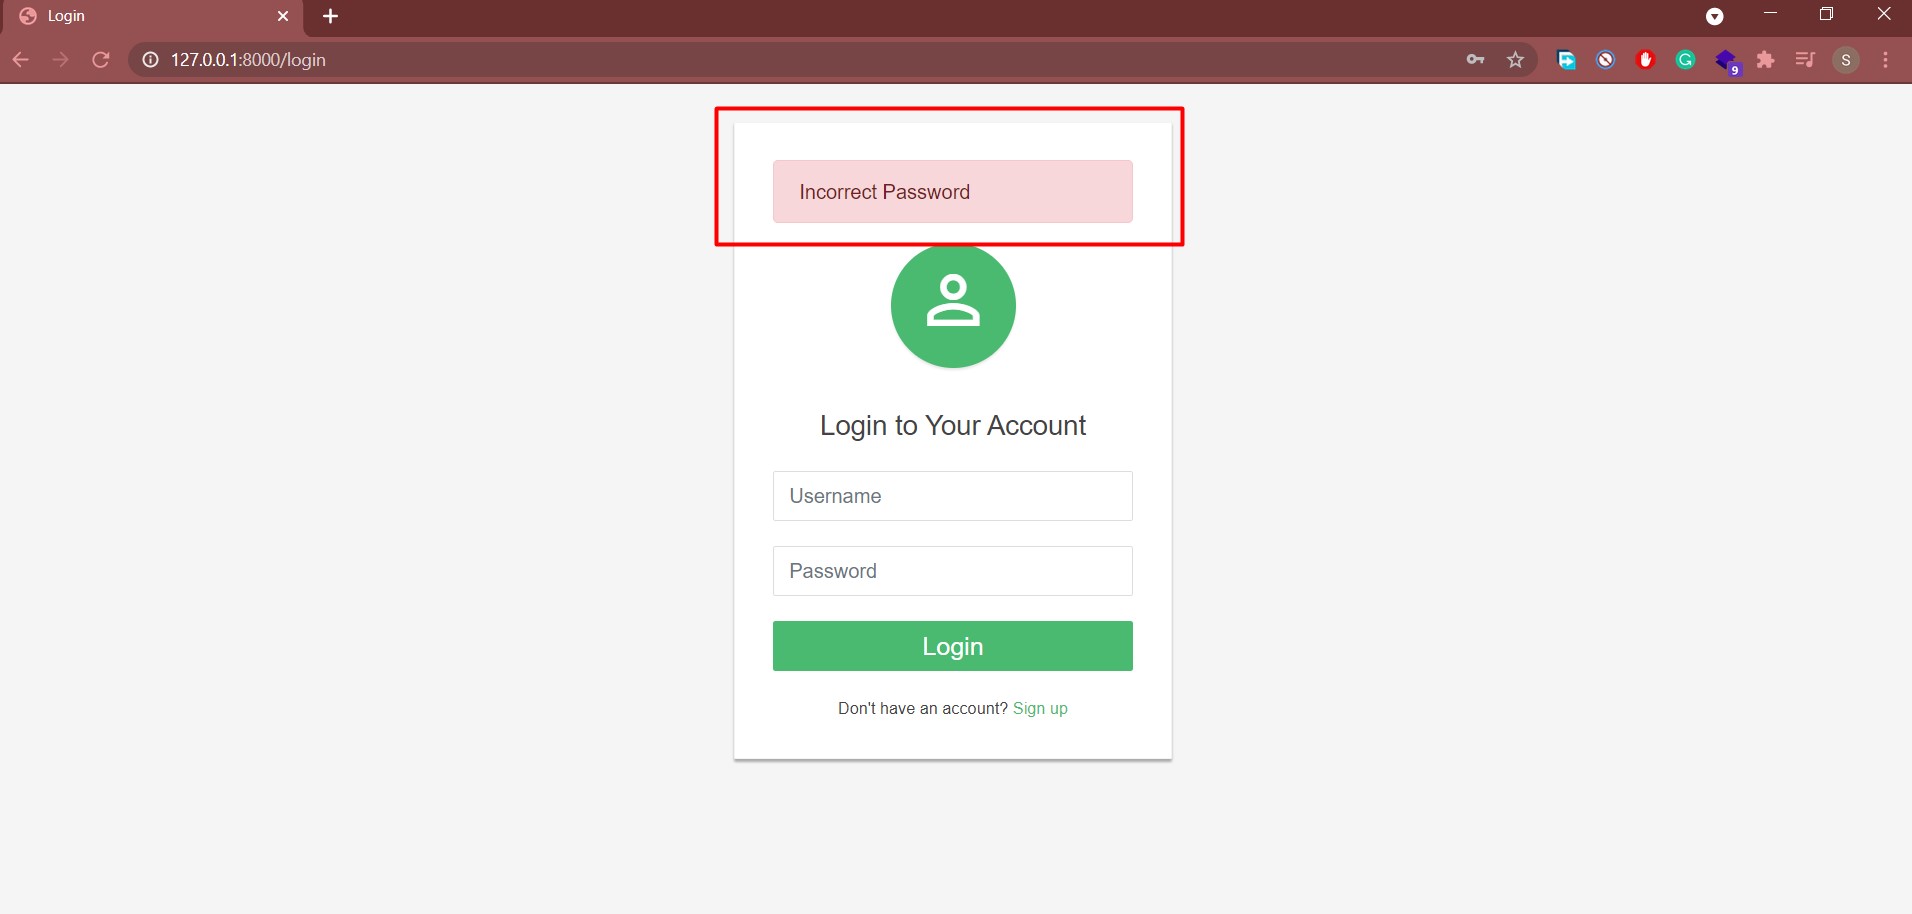 Login
127.0.0.1:8000/login
9
S
Incorrect Password
Login to Your Account
Username
Password
Login
Don't have an account? Sign up